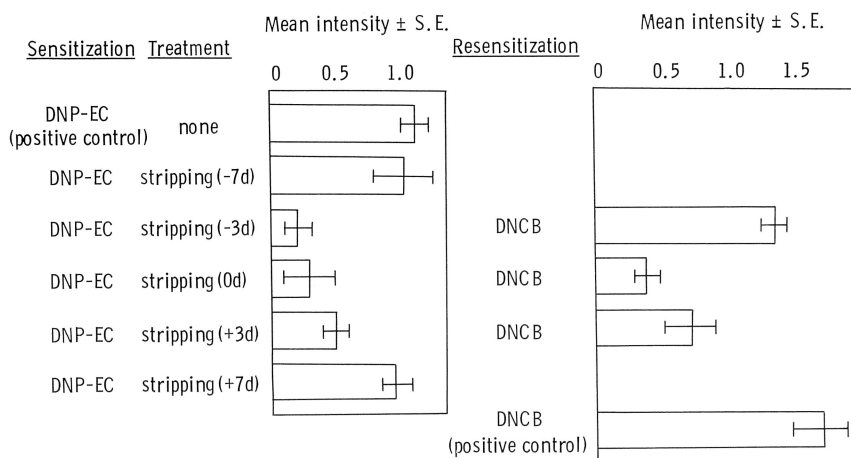 Mean intensity ± S.E.
Mean intensity ± S.E.
Sensitization Treatment
Resensitization
0 0.5 1.0
0 0.5 1.0 1.5
DNP-EC
(positive control)
none
DNP-EC stripping (-7d)
DNP-EC stripping (-3d) DNCB
DNP-EC stripping (0d) DNCB
DNP-EC stripping (+3d) DNCB
DNP-EC stripping (+7d)
DNCB
(positive control)